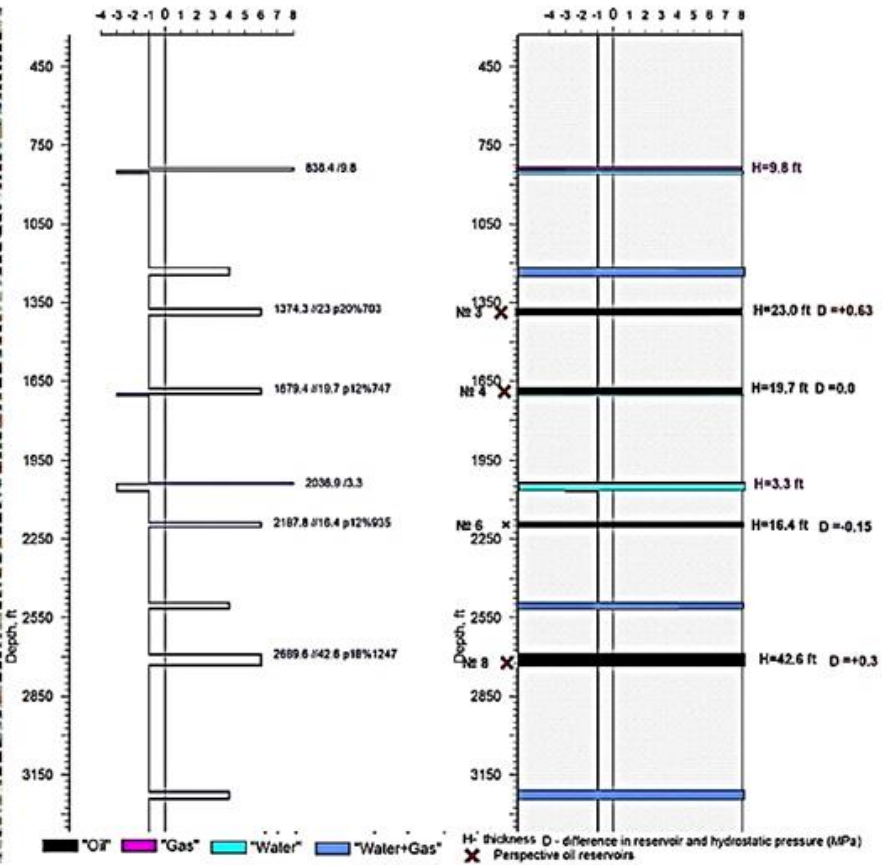 -4 -3 -2 -1 0 1 2 3 4 5 6 7 8
-4 -3 -2 -1 0 1 2 3 4 5 6 7 8
450
450
750
750
838.4 /9.8
H=9.8 ft
1050
1050
1350
1350
1374.3 //23 p20%703
№ 3
H=23.0 ft D =+0.63
1650
1650
1679.4 //19.7 p12%747
№ 4
H=19.7 ft D =0.0
1950
1950
2036.9 /3.3
H=3.3 ft
2187.8 //16.4 p12%935
№ 6
H=16.4 ft D =-0.15
2250
2250
2550
2550
Depth, ft
Depth, ft
2689.6 //42.6 p18%1247
№ 8
H=42.6 ft D =+0.3
2850
2850
3150
3150
"Oil" "Gas" "Water" "Water+Gas"
H- thickness D - difference in reservoir and hydrostatic pressure (MPa)
Perspective oil reservoirs